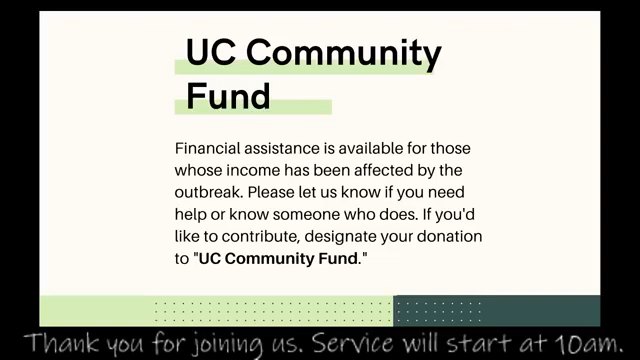 UC Community
Fund
Financial assistance is available for those
whose income has been affected by the
outbreak. Please let us know if you need
help or know someone who does. If you'd
like to contribute, designate your donation
to "UC Community Fund."
Thank you for joining us. Service will start at 10am.